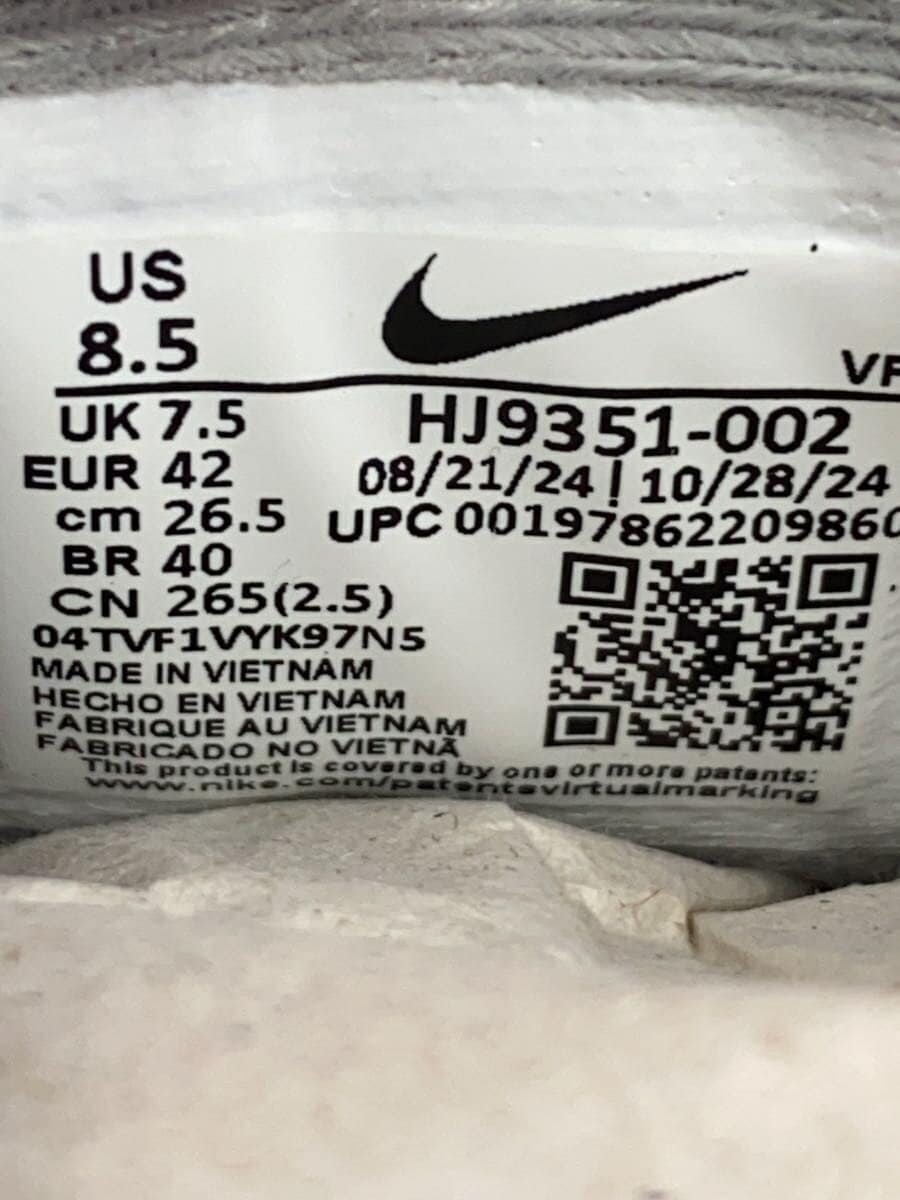 US
8.5
VF
UK 7.5
HJ9351-002
EUR 42
08/21/24 | 10/28/24
cm 26.5
UPC 00197862209860
BR 40
CN 265(2.5)
04TVF1VYK97N5
MADE IN VIETNAM
HECHO EN VIETNAM
FABRIQUE AU VIETNAM
FABRICADO NO VIETNÃ
This product is covered by one or more patents:
www.nike.com/patentsvirtualmarking